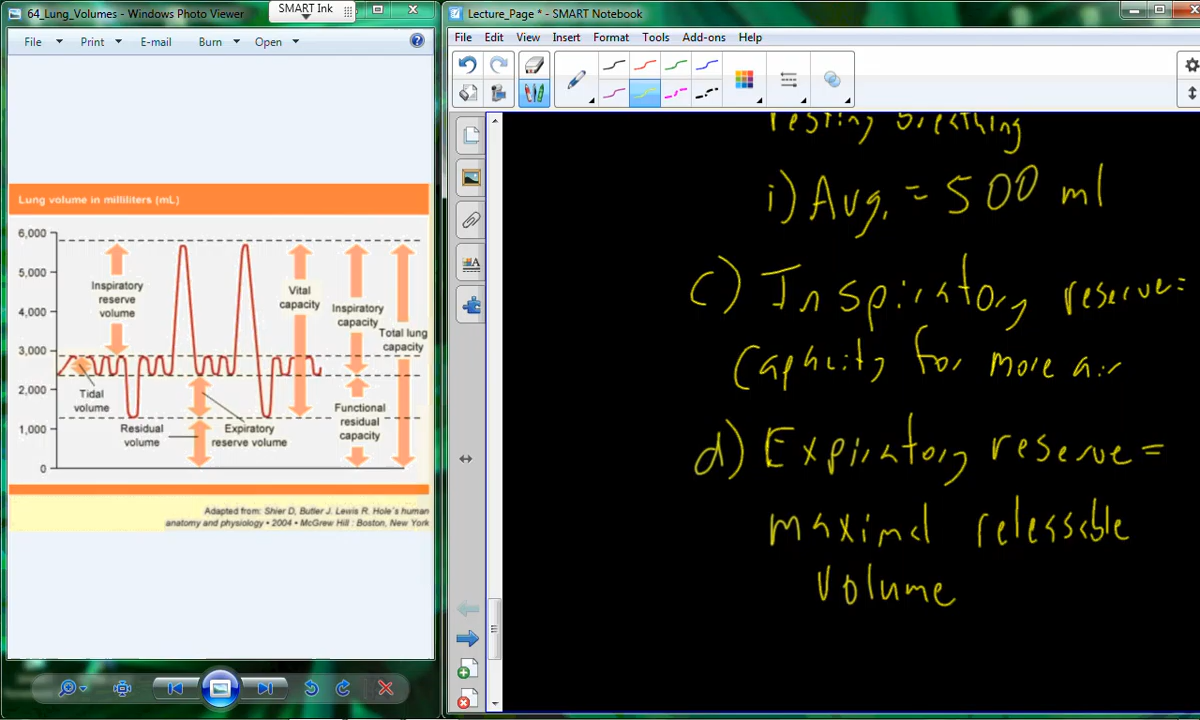 64_Lung_Volumes - Windows Photo Viewer
SMART Ink
File Print E-mail Burn Open
Lung volume in milliliters (mL)
6,000
5,000
4,000
3,000
2,000
1,000
0
Inspiratory
reserve
volume
Vital
capacity
Inspiratory
capacity
Total lung
capacity
Tidal
volume
Residual
volume
Expiratory
reserve volume
Functional
residual
capacity
Adapted from: Shier D, Butler J. Lewis R. Hole's human
anatomy and physiology • 2004 • McGrew Hill : Boston, New York
Lecture_Page * - SMART Notebook
File Edit View Insert Format Tools Add-ons Help
resting breathing
i) Avg. = 500 ml
c) Inspiratory reserve=
Capacity for more air
d) Expiratory reserve=
maximal releasable
volume